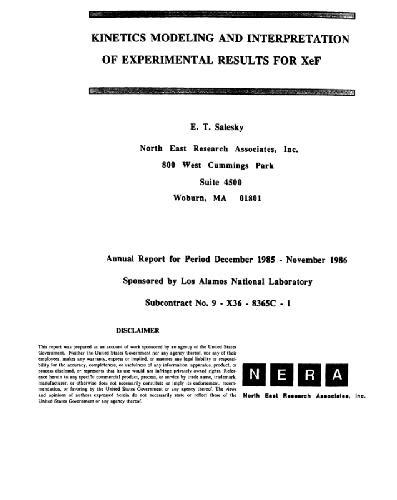 KINETICS MODELING AND INTERPRETATION
OF EXPERIMENTAL RESULTS FOR XeF
E. T. Salesky
North East Research Associates, Inc.
800 West Cummings Park
Suite 4500
Woburn, MA 01801
Annual Report for Period December 1985 - November 1986
Sponsored by Los Alamos National Laboratory
Subcontract No. 9 - X36 - 8365C - 1
DISCLAIMER
This report was prepared as an account of work sponsored by an agency of the United States
Government. Neither the United States Government nor any agency thereof, nor any of their
employees, makes any warranty, express or implied, or assumes any legal liability or responsi-
bility for the accuracy, completeness, or usefulness of any information, apparatus, product, or
process disclosed, or represents that its use would not infringe privately owned rights. Refer-
ence herein to any specific commercial product, process, or service by trade name, trademark,
manufacturer, or otherwise does not necessarily constitute or imply its endorsement, recom-
mendation, or favoring by the United States Government or any agency thereof. The views
and opinions of authors expressed herein do not necessarily state or reflect those of the
United States Government or any agency thereof.
N E R A
North East Research Associates, Inc.